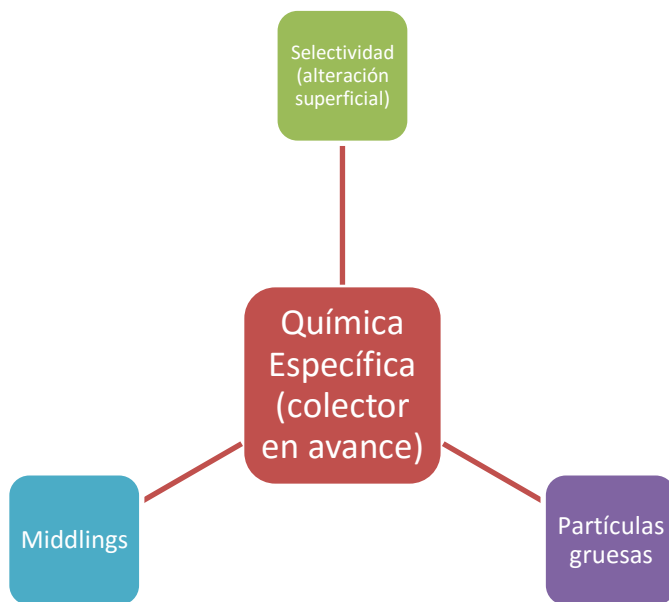 Selectividad
(alteración
superficial)
Química
Específica
(colector
en avance)
Middlings
Partículas
gruesas